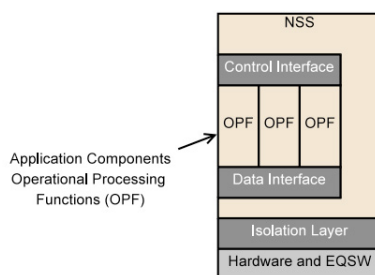 NSS
Control Interface
OPF OPF OPF
Application Components
Operational Processing
Functions (OPF)
Data Interface
Isolation Layer
Hardware and EQSW